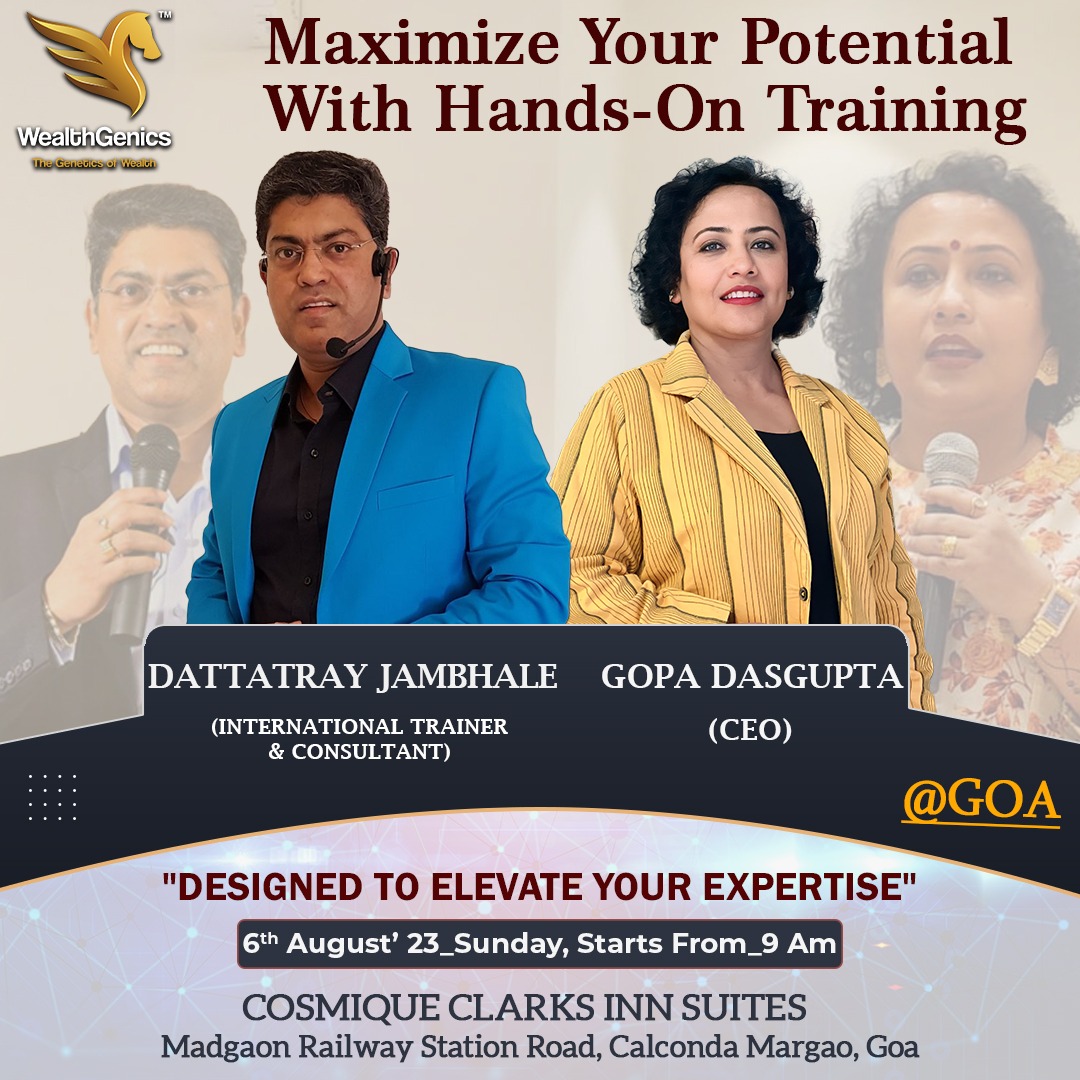 TM
WealthGenics
The Genetics of Wealth
Maximize Your Potential
With Hands-On Training
DATTATRAY JAMBHALE
(INTERNATIONAL TRAINER
& CONSULTANT)
GOPA DASGUPTA
(CEO)
@GOA
"DESIGNED TO ELEVATE YOUR EXPERTISE"
6th August’ 23_Sunday, Starts From_9 Am
COSMIQUE CLARKS INN SUITES
Madgaon Railway Station Road, Calconda Margao, Goa